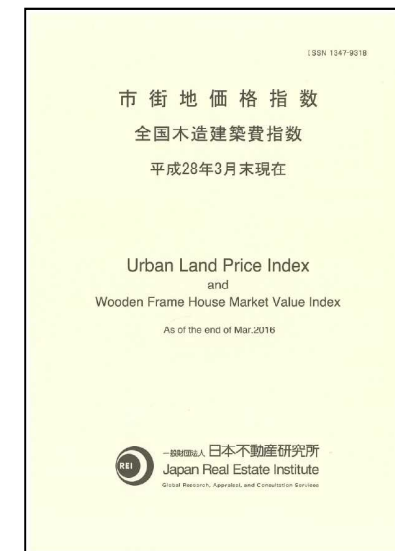 ISSN 1347-9318
市街地価格指数
全国木造建築費指数
平成28年3月末現在
Urban Land Price Index
and
Wooden Frame House Market Value Index
As of the end of Mar.2016
REI
一般財団法人 日本不動産研究所
Japan Real Estate Institute
Global Research, Appraisal, and Consultation Services